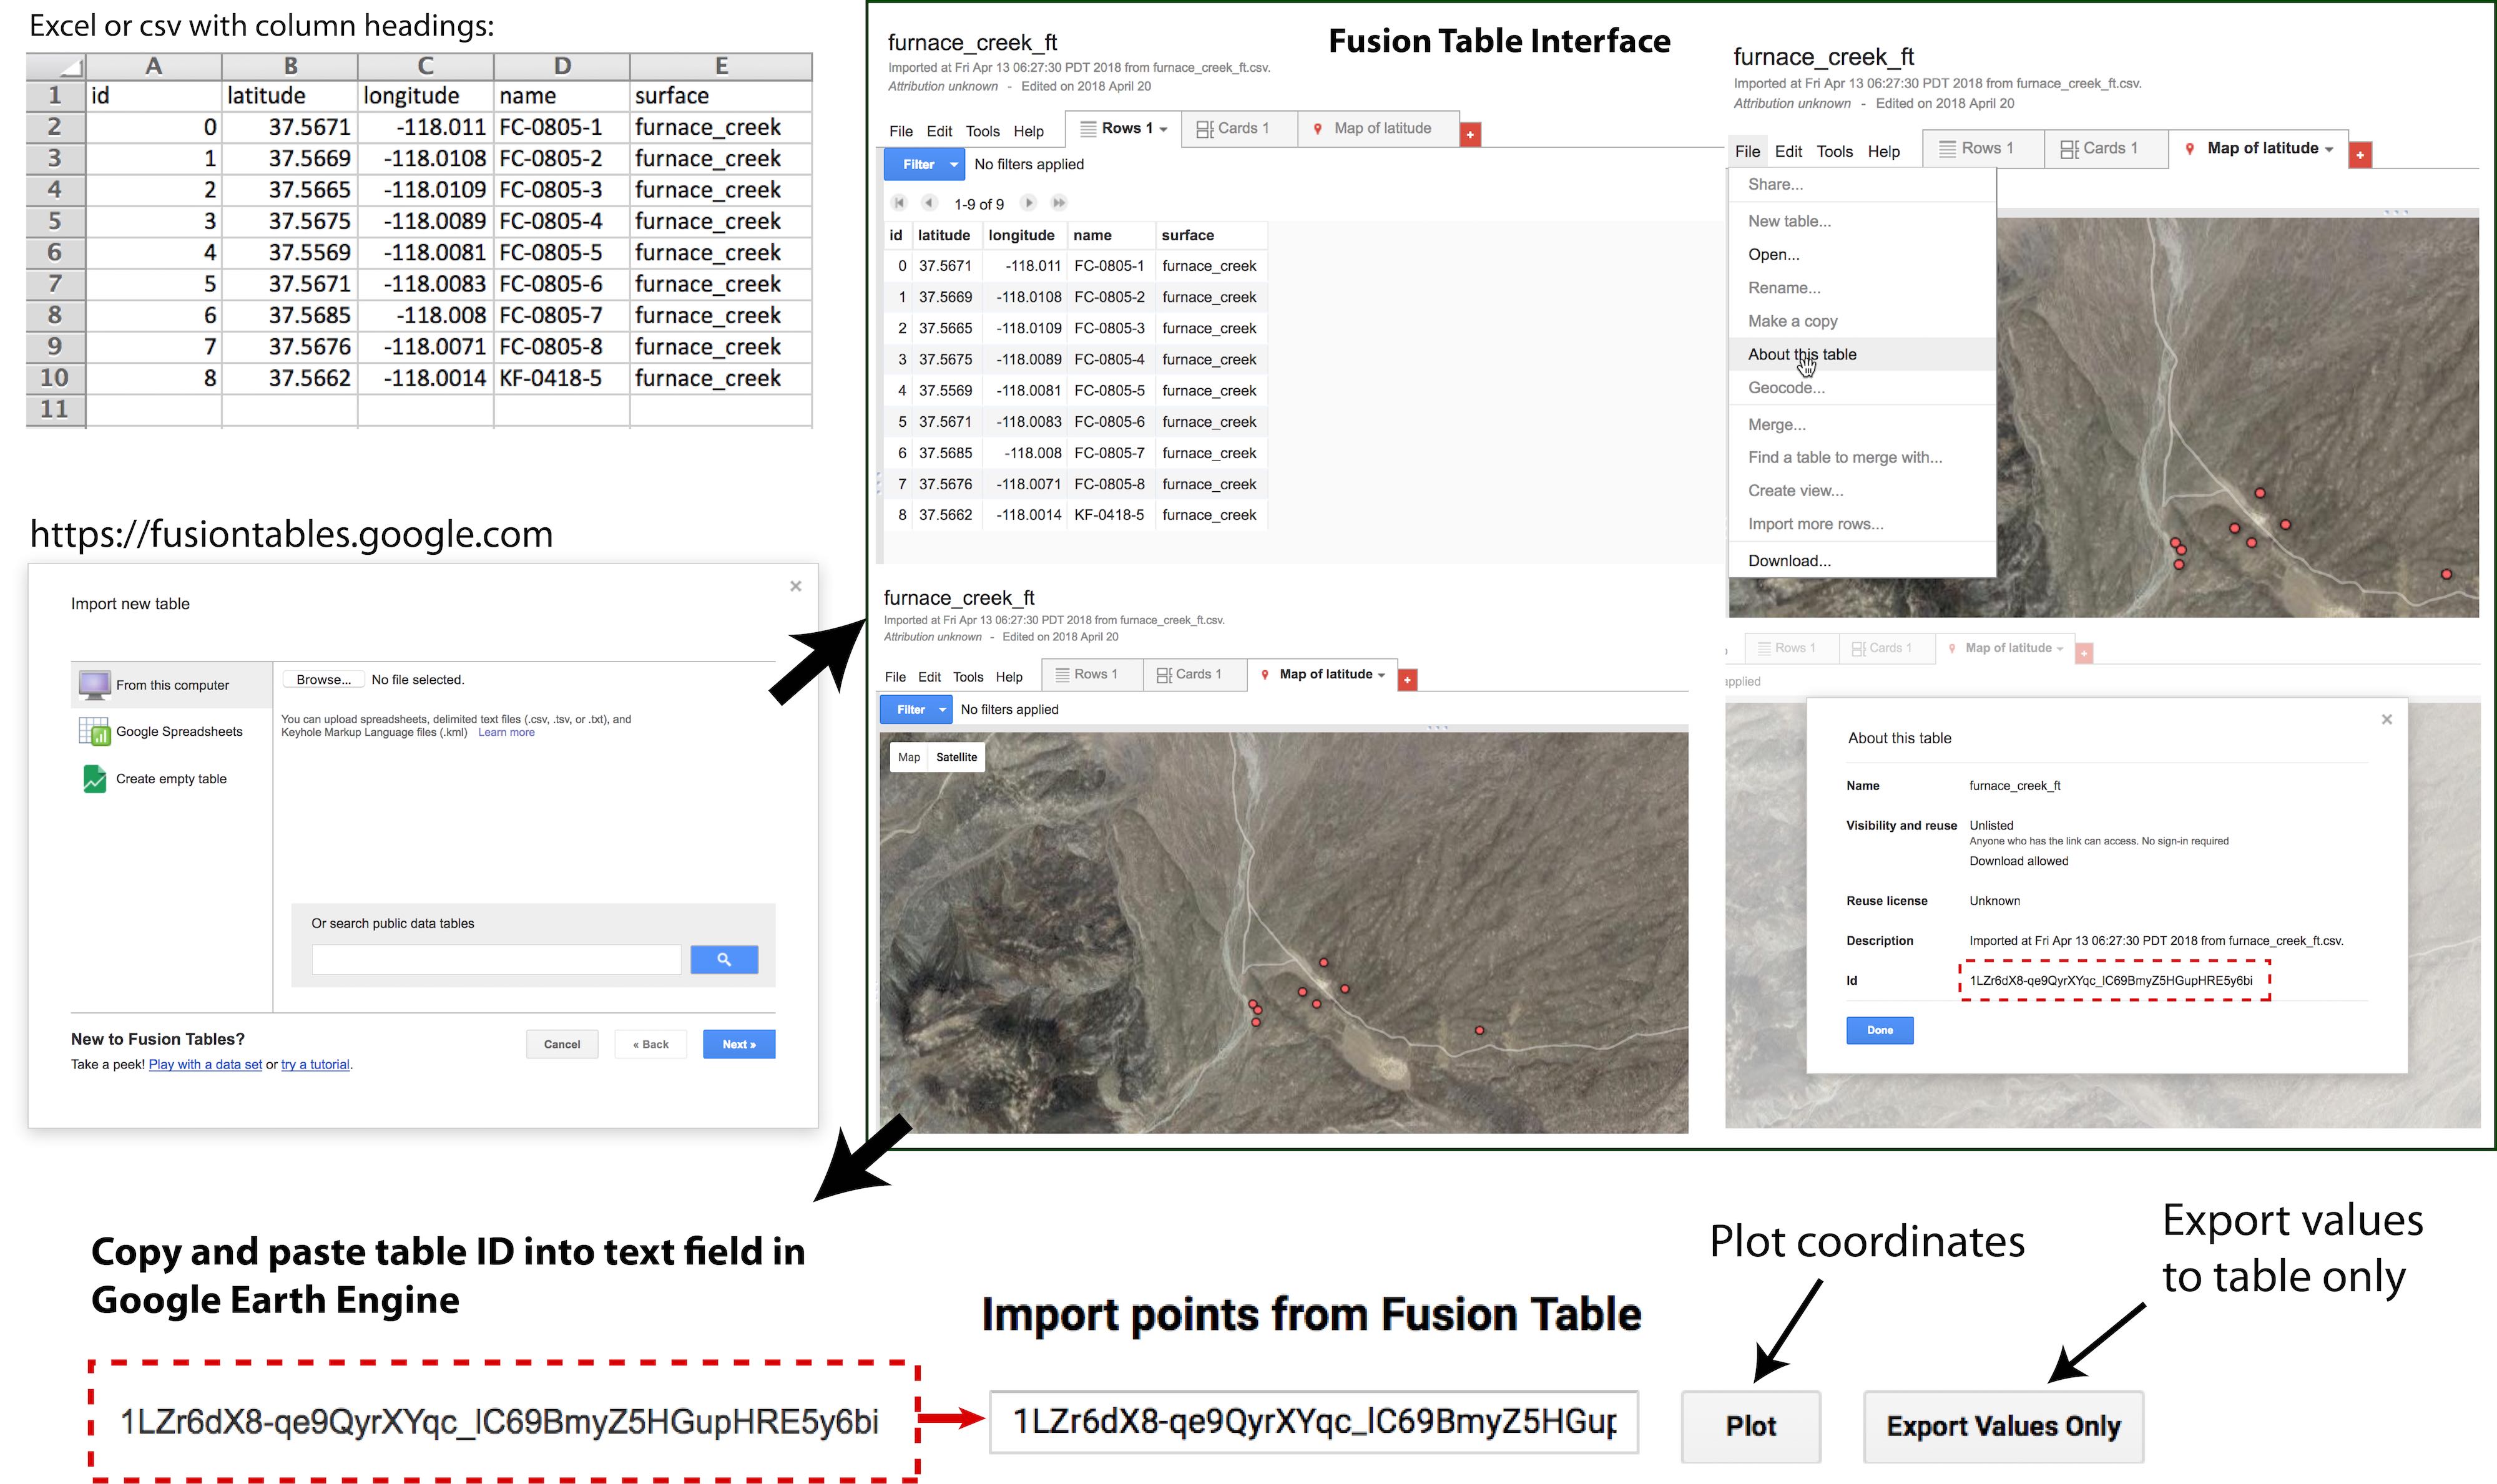 Excel or csv with column headings:
A B C D E
1 id latitude longitude name surface
2 0 37.5671 -118.011 FC-0805-1 furnace_creek
3 1 37.5669 -118.0108 FC-0805-2 furnace_creek
4 2 37.5665 -118.0109 FC-0805-3 furnace_creek
5 3 37.5675 -118.0089 FC-0805-4 furnace_creek
6 4 37.5569 -118.0081 FC-0805-5 furnace_creek
7 5 37.5671 -118.0083 FC-0805-6 furnace_creek
8 6 37.5685 -118.008 FC-0805-7 furnace_creek
9 7 37.5676 -118.0071 FC-0805-8 furnace_creek
10 8 37.5662 -118.0014 KF-0418-5 furnace_creek
11
https://fusiontables.google.com
Import new table
From this computer
Google Spreadsheets
Create empty table
Browse... No file selected.
You can upload spreadsheets, delimited text files (.csv, .tsv, or .txt), and
Keyhole Markup Language files (.kml) Learn more
Or search public data tables
New to Fusion Tables?
Take a peek! Play with a data set or try a tutorial.
Cancel « Back Next »
Fusion Table Interface
furnace_creek_ft
Imported at Fri Apr 13 06:27:30 PDT 2018 from furnace_creek_ft.csv.
Attribution unknown - Edited on 2018 April 20
File Edit Tools Help Rows 1 Cards 1 Map of latitude +
Filter No filters applied
1-9 of 9
id latitude longitude name surface
0 37.5671 -118.011 FC-0805-1 furnace_creek
1 37.5669 -118.0108 FC-0805-2 furnace_creek
2 37.5665 -118.0109 FC-0805-3 furnace_creek
3 37.5675 -118.0089 FC-0805-4 furnace_creek
4 37.5569 -118.0081 FC-0805-5 furnace_creek
5 37.5671 -118.0083 FC-0805-6 furnace_creek
6 37.5685 -118.008 FC-0805-7 furnace_creek
7 37.5676 -118.0071 FC-0805-8 furnace_creek
8 37.5662 -118.0014 KF-0418-5 furnace_creek
furnace_creek_ft
Imported at Fri Apr 13 06:27:30 PDT 2018 from furnace_creek_ft.csv.
Attribution unknown - Edited on 2018 April 20
File Edit Tools Help Rows 1 Cards 1 Map of latitude +
Share...
New table...
Open...
Rename...
Make a copy
About this table
Geocode...
Merge...
Find a table to merge with...
Create view...
Import more rows...
Download...
furnace_creek_ft
Imported at Fri Apr 13 06:27:30 PDT 2018 from furnace_creek_ft.csv.
Attribution unknown - Edited on 2018 April 20
File Edit Tools Help Rows 1 Cards 1 Map of latitude +
Filter No filters applied
Map Satellite
Rows 1 Cards 1 Map of latitude +
applied
About this table
Name furnace_creek_ft
Visibility and reuse Unlisted
Anyone who has the link can access. No sign-in required
Download allowed
Reuse license Unknown
Description Imported at Fri Apr 13 06:27:30 PDT 2018 from furnace_creek_ft.csv.
Id 1LZr6dX8-qe9QyrXYqc_lC69BmyZ5HGupHRE5y6bi
Done
Copy and paste table ID into text field in
Google Earth Engine
1LZr6dX8-qe9QyrXYqc_lC69BmyZ5HGupHRE5y6bi
Import points from Fusion Table
1LZr6dX8-qe9QyrXYqc_lC69BmyZ5HGup
Plot coordinates
Export values
to table only
Plot
Export Values Only